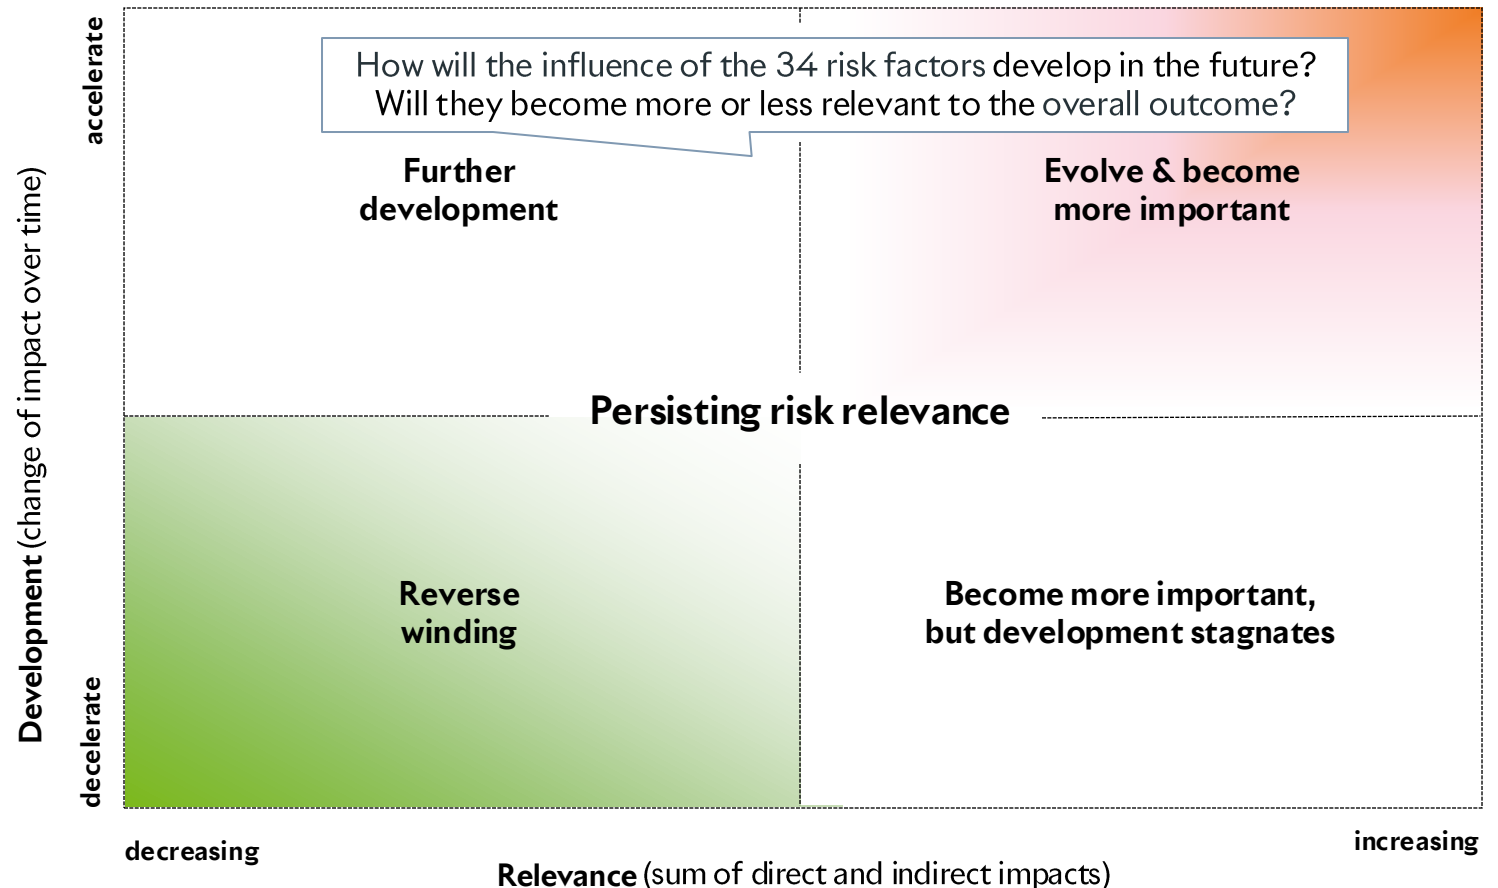 accelerate
How will the influence of the 34 risk factors develop in the future?
Will they become more or less relevant to the overall outcome?
Further
development
Evolve & become
more important
Development (change of impact over time)
Persisting risk relevance
Reverse
winding
Become more important,
but development stagnates
decelerate
decreasing
increasing
Relevance (sum of direct and indirect impacts)